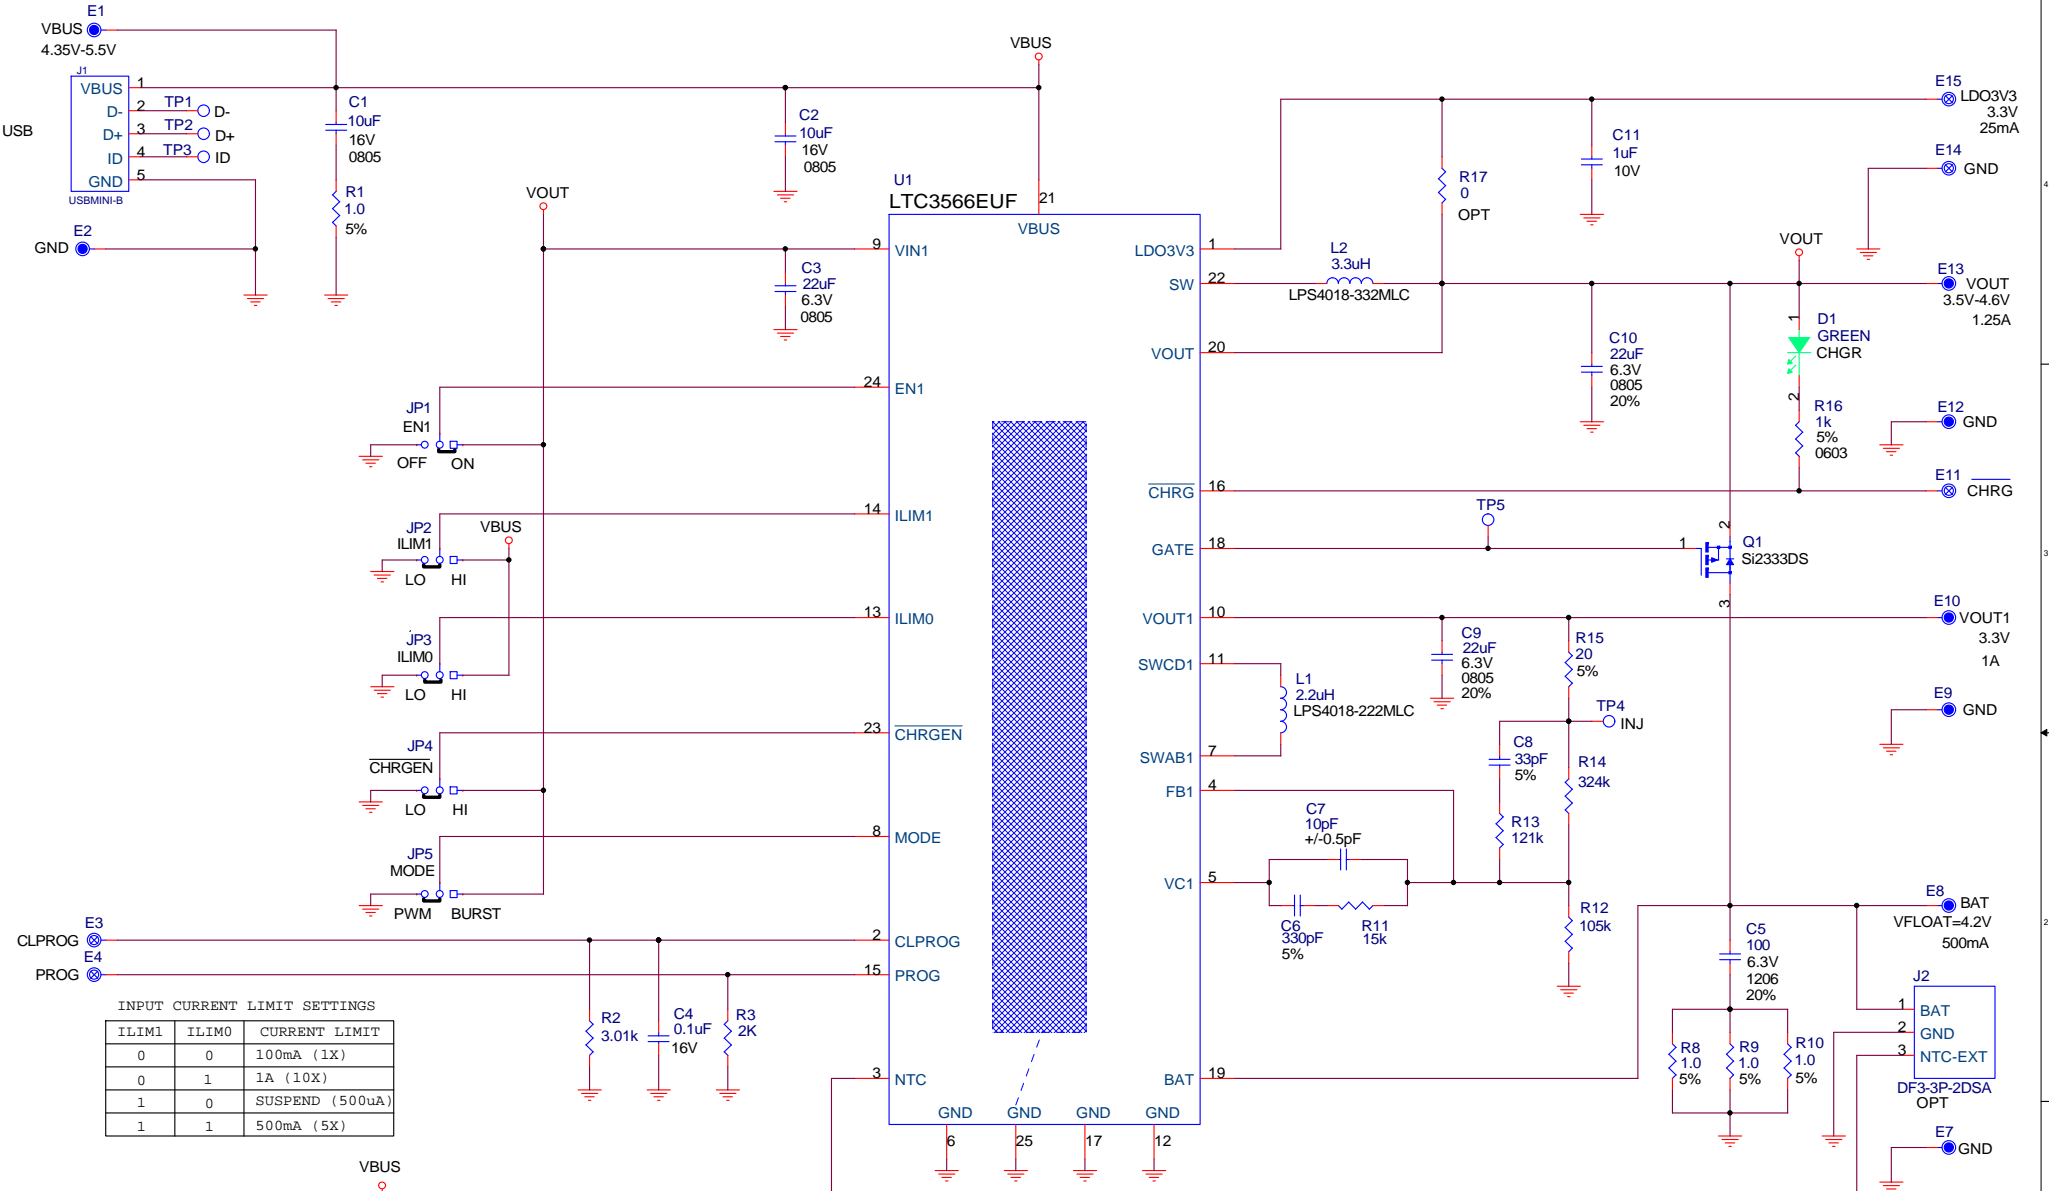 E1
VBUS
4.35V-5.5V
J1
VBUS 1
D- 2 TP1 D-
D+ 3 TP2 D+
ID 4 TP3 ID
GND 5
USB
USBMINI-B
E2
GND
C1
10uF
16V
0805
R1
1.0
5%
VOUT
C2
10uF
16V
0805
C3
22uF
6.3V
0805
VBUS
U1
LTC3566EUF
21
VBUS
9 VIN1
24 EN1
14 ILIM1
13 ILIM0
23 CHRGEN
8 MODE
2 CLPROG
15 PROG
3 NTC
LDO3V3 1
SW 22
VOUT 20
CHRG 16
GATE 18
VOUT1 10
SWCD1 11
SWAB1 7
FB1 4
VC1 5
BAT 19
GND GND GND GND
6 25 17 12
JP1
EN1
OFF ON
JP2
ILIM1
VBUS
LO HI
JP3
ILIM0
LO HI
JP4
CHRGEN
LO HI
JP5
MODE
PWM BURST
E3
CLPROG
E4
PROG
INPUT CURRENT LIMIT SETTINGS
ILIM1 ILIM0 CURRENT LIMIT
0 0 100mA (1X)
0 1 1A (10X)
1 0 SUSPEND (500uA)
1 1 500mA (5X)
VBUS
R2
3.01k
C4
0.1uF
16V
R3
2K
L2
3.3uH
LPS4018-332MLC
R17
0
OPT
C11
1uF
10V
E15
LDO3V3
3.3V
25mA
E14
GND
VOUT
E13
VOUT
3.5V-4.6V
1.25A
C10
22uF
6.3V
0805
20%
1
D1
GREEN
CHGR
2
R16
1k
5%
0603
E12
GND
E11
CHRG
TP5
1
2
Q1
Si2333DS
3
E10
VOUT1
3.3V
1A
E9
GND
C9
22uF
6.3V
0805
20%
R15
20
5%
L1
2.2uH
LPS4018-222MLC
TP4
INJ
C8
33pF
5%
R14
324k
R13
121k
C7
10pF
+/-0.5pF
C6
330pF
5%
R11
15k
R12
105k
E8
BAT
VFLOAT=4.2V
500mA
C5
100
6.3V
1206
20%
R8
1.0
5%
R9
1.0
5%
R10
1.0
5%
J2
1 BAT
2 GND
3 NTC-EXT
DF3-3P-2DSA
OPT
E7
GND
4
3
2